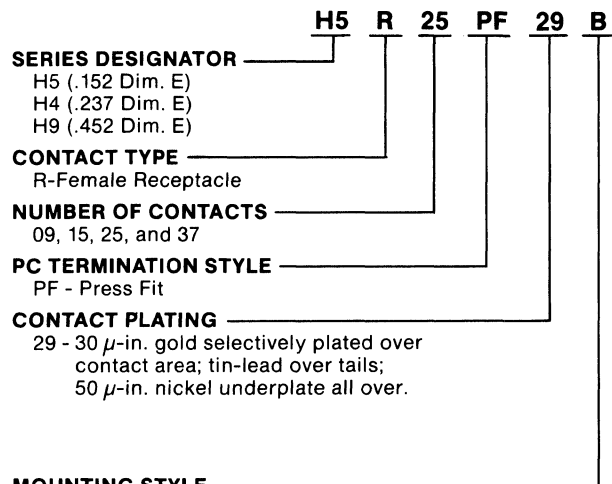 H5 R 25 PF 29 B
SERIES DESIGNATOR
H5 (.152 Dim. E)
H4 (.237 Dim. E)
H9 (.452 Dim. E)
CONTACT TYPE
R-Female Receptacle
NUMBER OF CONTACTS
09, 15, 25, and 37
PC TERMINATION STYLE
PF - Press Fit
CONTACT PLATING
29 - 30 μ-in. gold selectively plated over
contact area; tin-lead over tails;
50 μ-in. nickel underplate all over.
MOUNTING STYLE